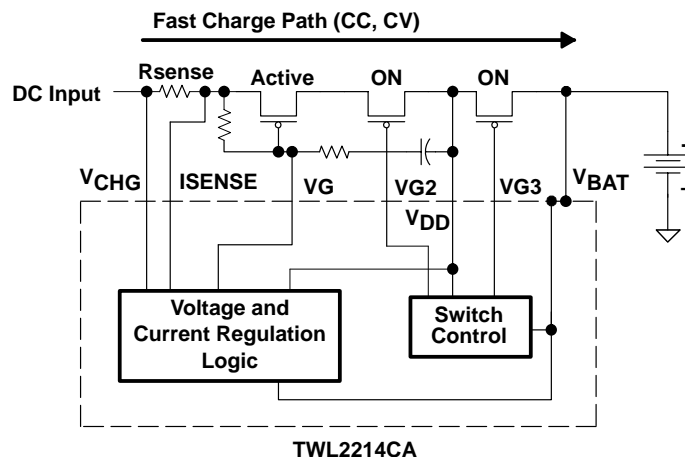 Fast Charge Path (CC, CV)
Rsense
Active
ON
ON
DC Input
VCHG
ISENSE
VG
VG2
VG3
VBAT
VDD
Voltage and
Current Regulation
Logic
Switch
Control
TWL2214CA